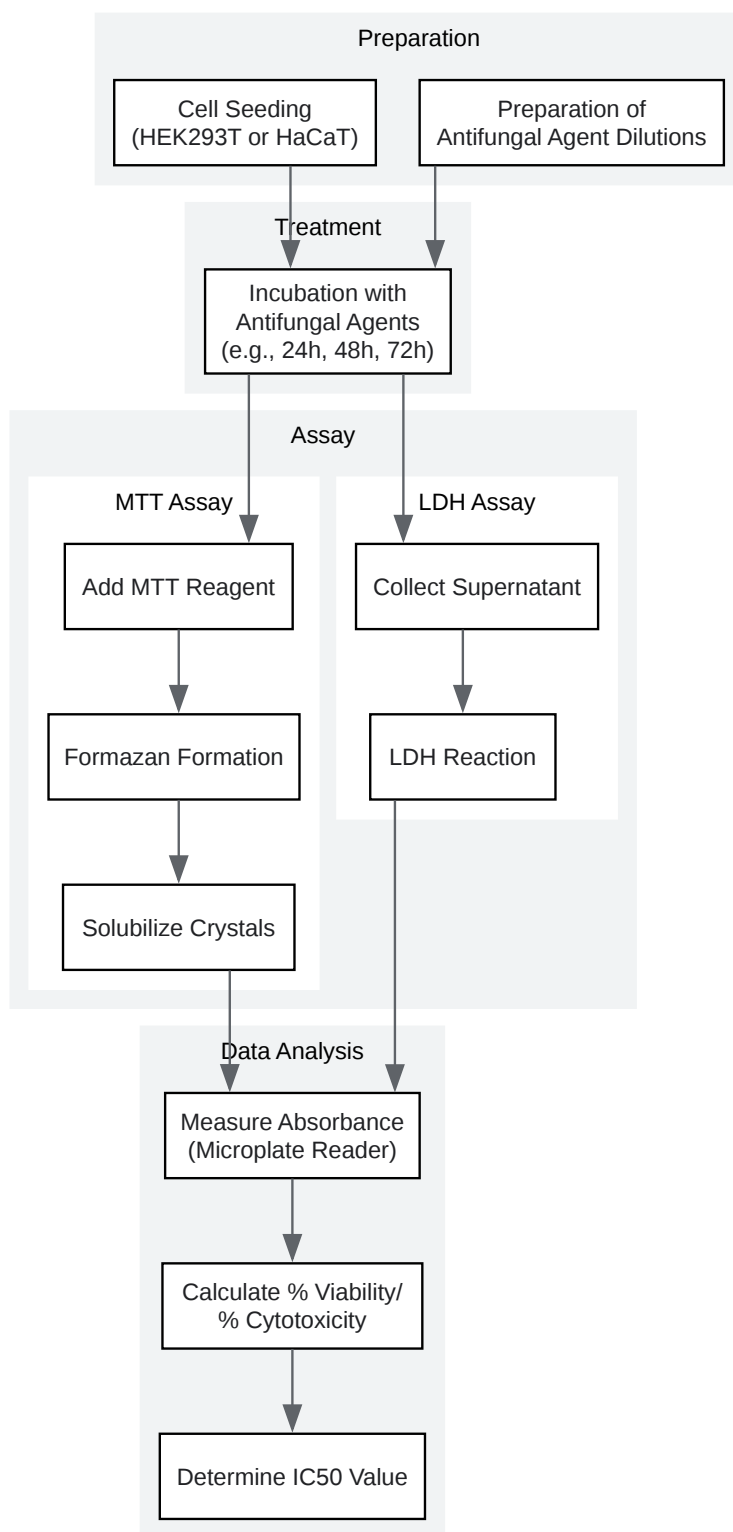 Preparation
Cell Seeding
(HEK293T or HaCaT)
Preparation of
Antifungal Agent Dilutions
Treatment
Incubation with
Antifungal Agents
(e.g., 24h, 48h, 72h)
Assay
MTT Assay
LDH Assay
Add MTT Reagent
Collect Supernatant
Formazan Formation
LDH Reaction
Solubilize Crystals
Data Analysis
Measure Absorbance
(Microplate Reader)
Calculate % Viability/
% Cytotoxicity
Determine IC50 Value